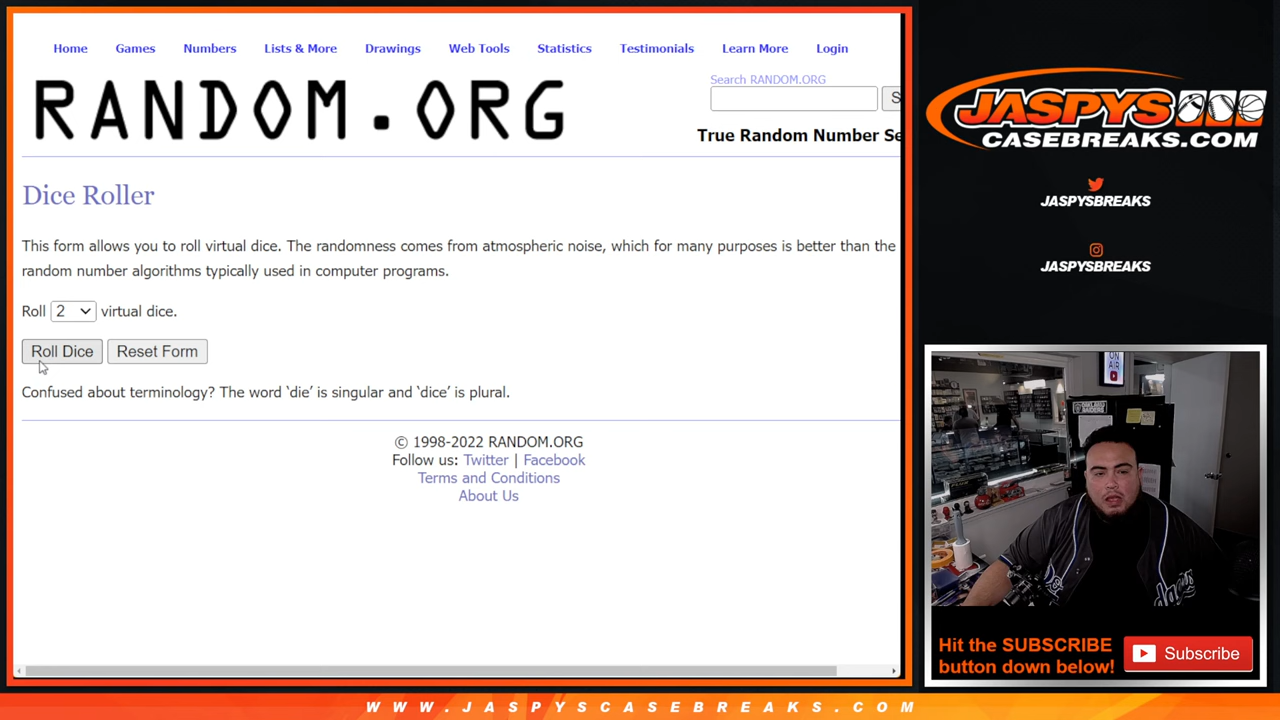 Home Games Numbers Lists & More Drawings Web Tools Statistics Testimonials Learn More Login
Search RANDOM.ORG
RANDOM.ORG
S
True Random Number Se
Dice Roller
This form allows you to roll virtual dice. The randomness comes from atmospheric noise, which for many purposes is better than the
random number algorithms typically used in computer programs.
Roll 2 virtual dice.
Roll Dice Reset Form
Confused about terminology? The word ‘die’ is singular and ‘dice’ is plural.
© 1998-2022 RANDOM.ORG
Follow us: Twitter | Facebook
Terms and Conditions
About Us
JASPYS
CASEBREAKS.COM
JASPYSBREAKS
JASPYSBREAKS
ON
AIR
Hit the SUBSCRIBE
button down below!
Subscribe
WWW.JASPYSCASEBREAKS.COM